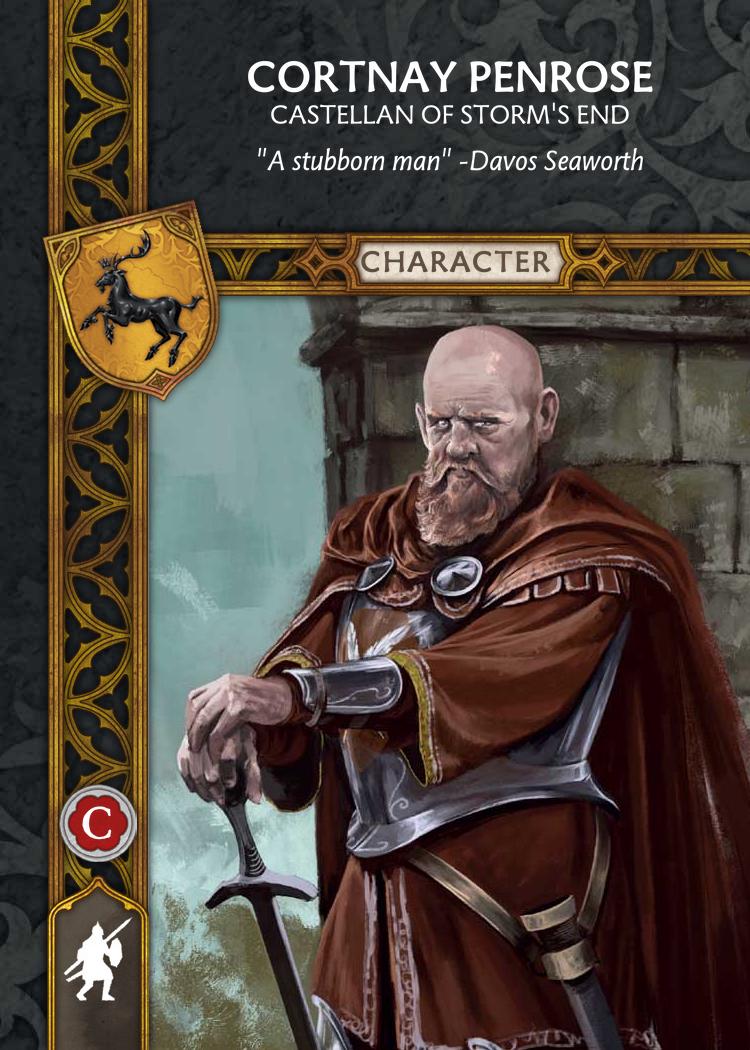 CORTNAY PENROSE
CASTELLAN OF STORM'S END
"A stubborn man" -Davos Seaworth
CHARACTER
C